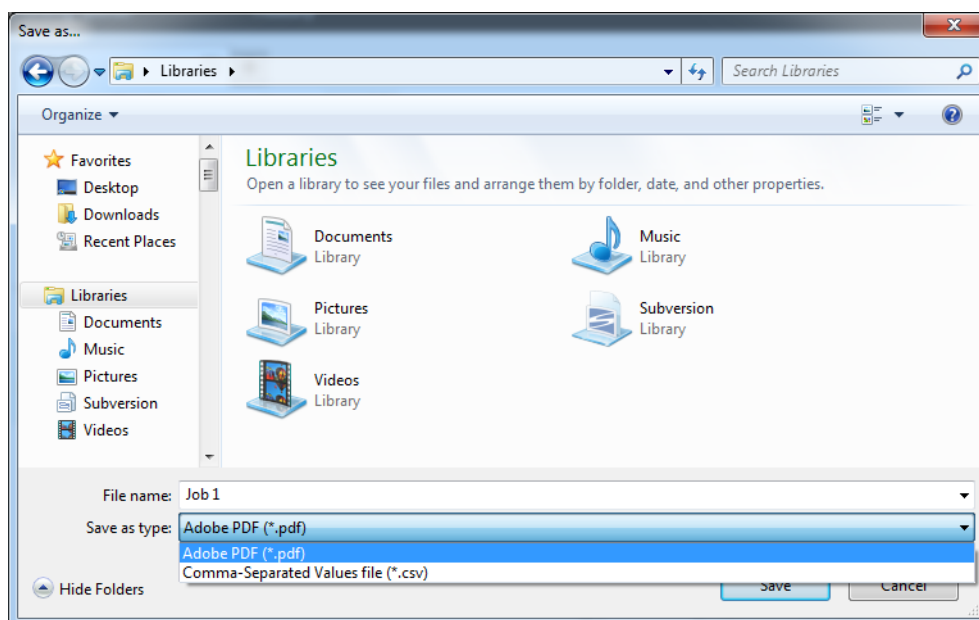 Save as...
Libraries
Search Libraries
Organize
Favorites
Desktop
Downloads
Recent Places
Libraries
Documents
Music
Pictures
Subversion
Videos
Libraries
Open a library to see your files and arrange them by folder, date, and other properties.
Documents
Library
Music
Library
Pictures
Library
Subversion
Library
Videos
Library
File name: Job 1
Save as type: Adobe PDF (*.pdf)
Adobe PDF (*.pdf)
Comma-Separated Values file (*.csv)
Hide Folders
Save
Cancel